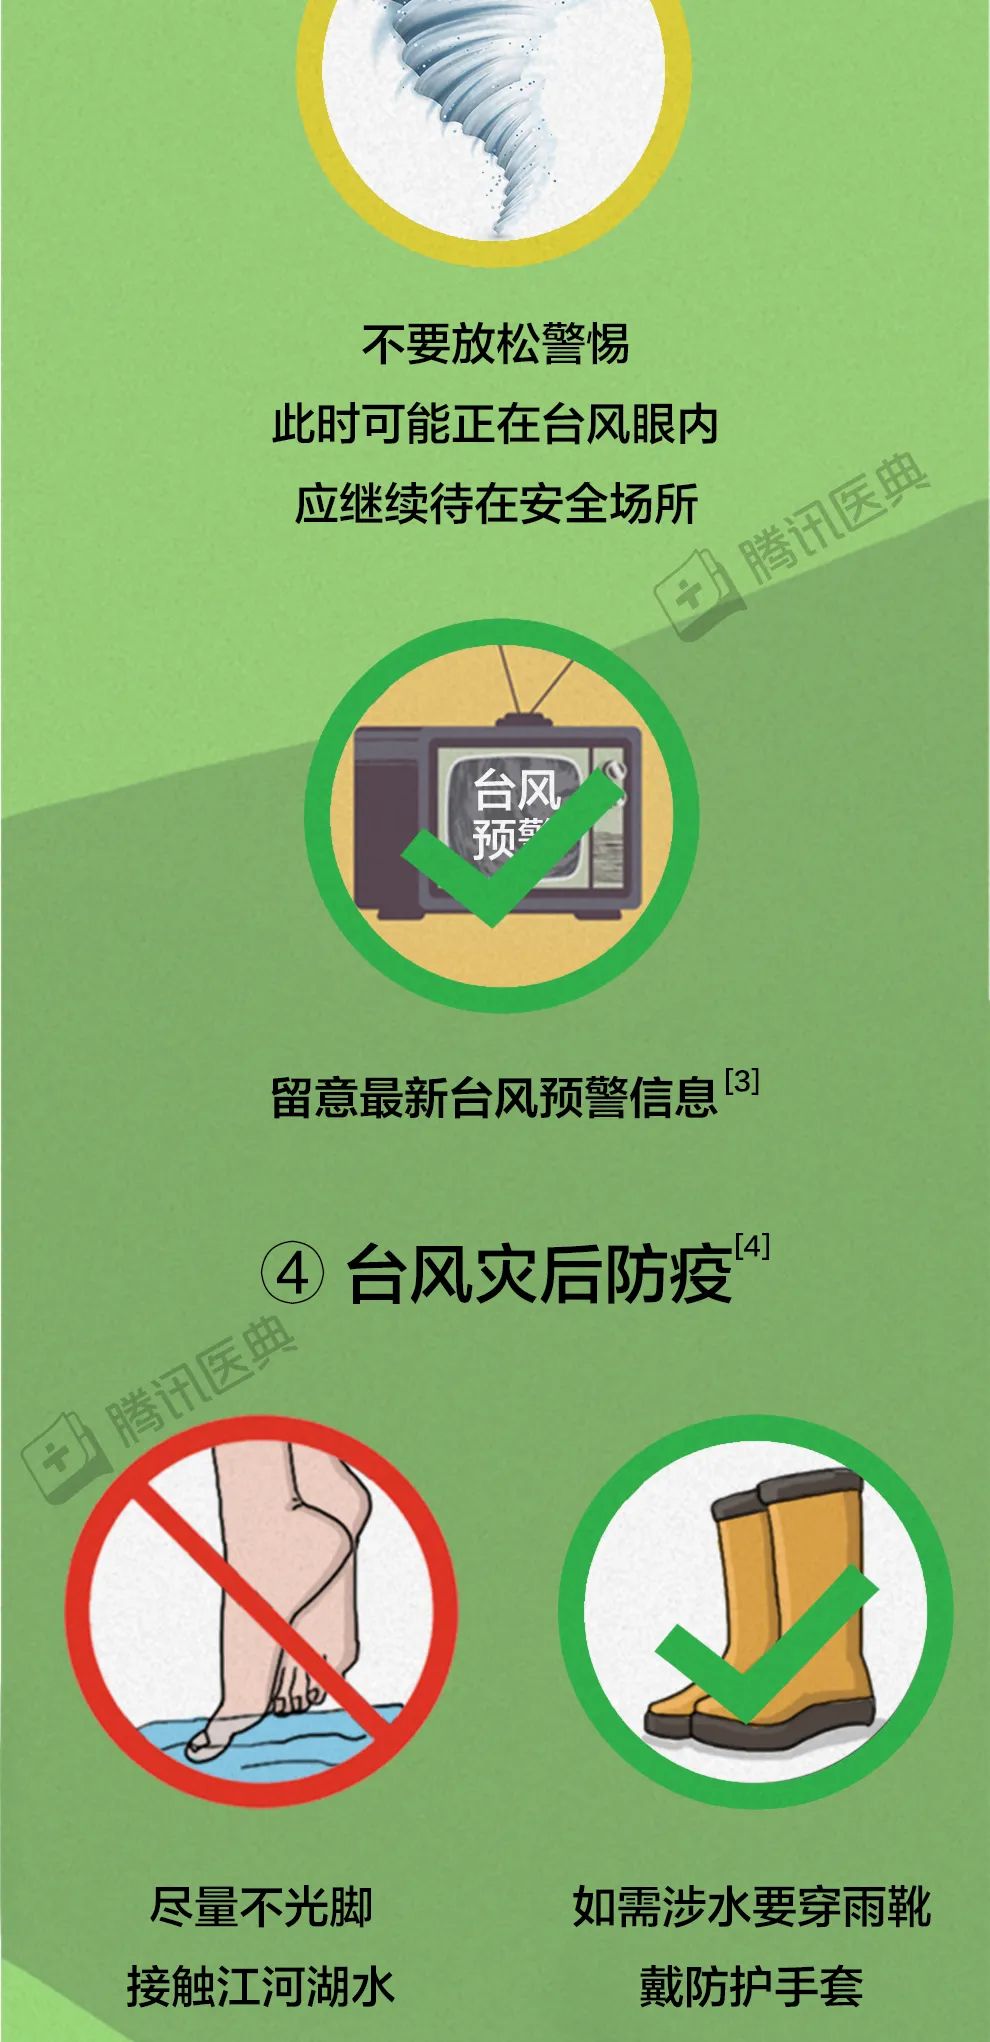 不要放松警惕
此时可能正在台风眼内
应继续待在安全场所
腾讯医典
台风
预警
留意最新台风预警信息[3]
④ 台风灾后防疫[4]
腾讯医典
尽量不光脚
接触江河湖水
如需涉水要穿雨靴
戴防护手套